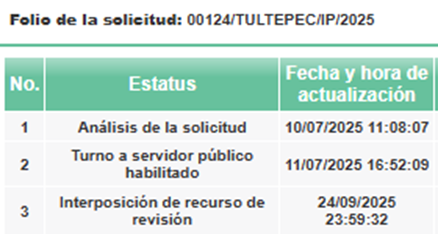 Folio de la solicitud: 00124/TULTEPEC/IP/2025
No. Estatus Fecha y hora de
actualización
1 Análisis de la solicitud 10/07/2025 11:08:07
2 Turno a servidor público
habilitado 11/07/2025 16:52:09
3 Interposición de recurso de
revisión 24/09/2025
23:59:32